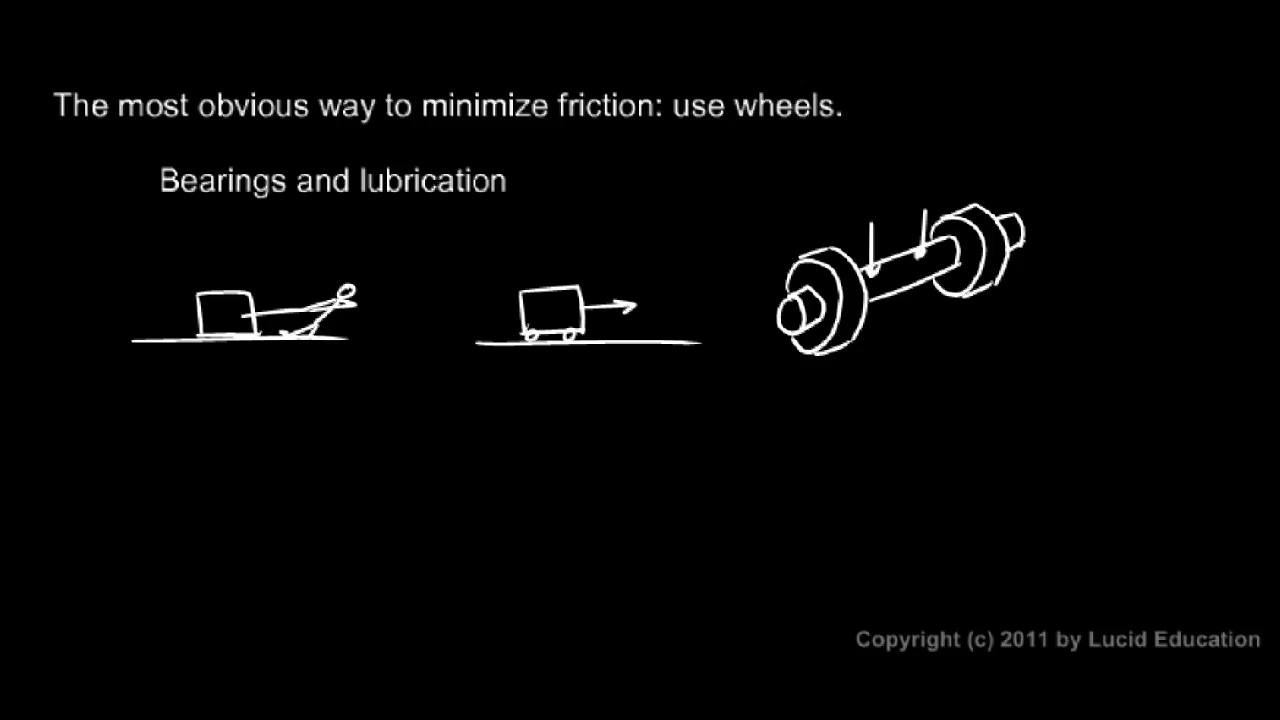 The most obvious way to minimize friction: use wheels.
Bearings and lubrication
Copyright (c) 2011 by Lucid Education